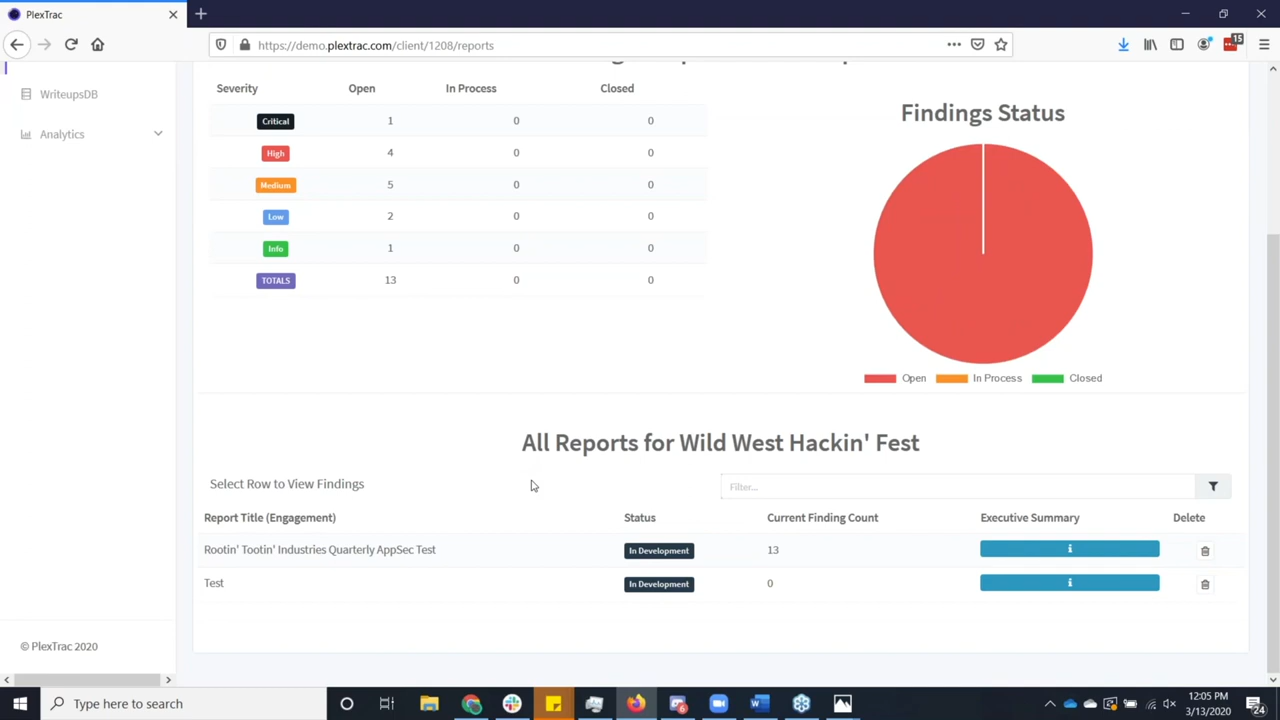 PlexTrac
https://demo.plextrac.com/client/1208/reports
15
WriteupsDB
Analytics
Severity Open In Process Closed
Critical 1 0 0
High 4 0 0
Medium 5 0 0
Low 2 0 0
Info 1 0 0
TOTALS 13 0 0
Findings Status
Open In Process Closed
All Reports for Wild West Hackin' Fest
Select Row to View Findings
Filter...
Report Title (Engagement) Status Current Finding Count Executive Summary Delete
Rootin' Tootin' Industries Quarterly AppSec Test In Development 13 i
Test In Development 0 i
© PlexTrac 2020
Type here to search
6
12:05 PM
3/13/2020
24